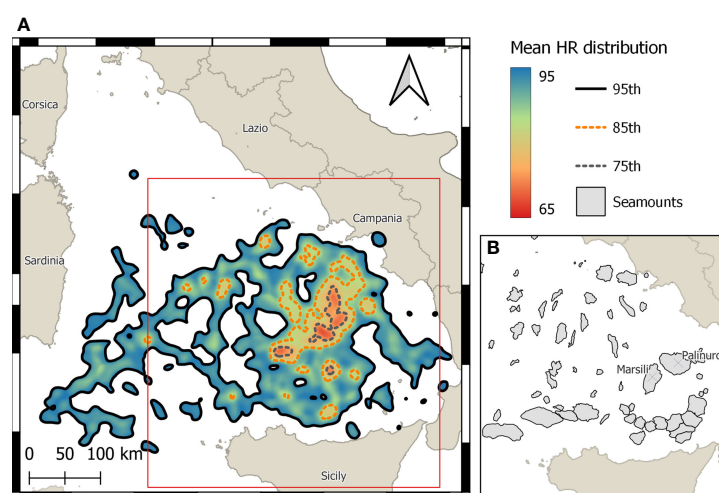 A
Corsica
Lazio
Campania
Sardinia
Sicily
0 50 100 km
Mean HR distribution
95
65
95th
85th
75th
Seamounts
B
Palinuro
Marsili